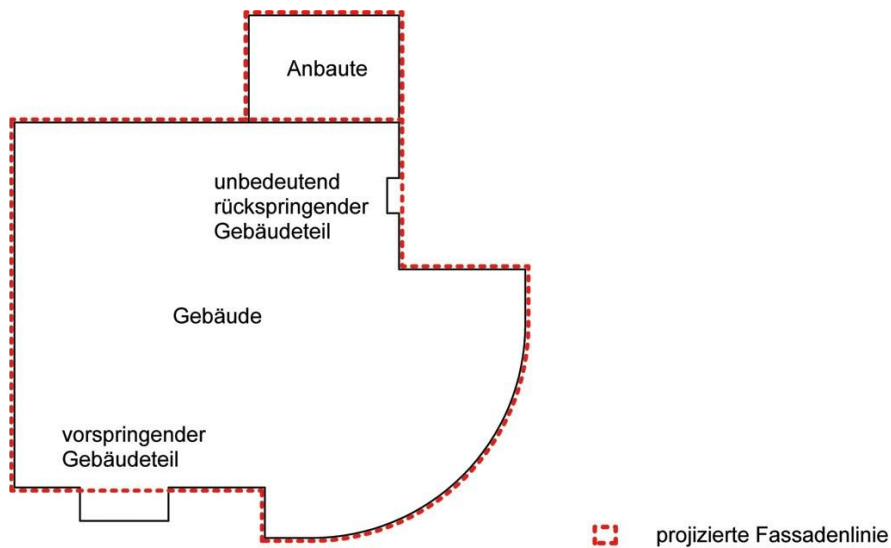 Anbaute
unbedeutend
rückspringender
Gebäudeteil
Gebäude
vorspringender
Gebäudeteil
projizierte Fassadenlinie